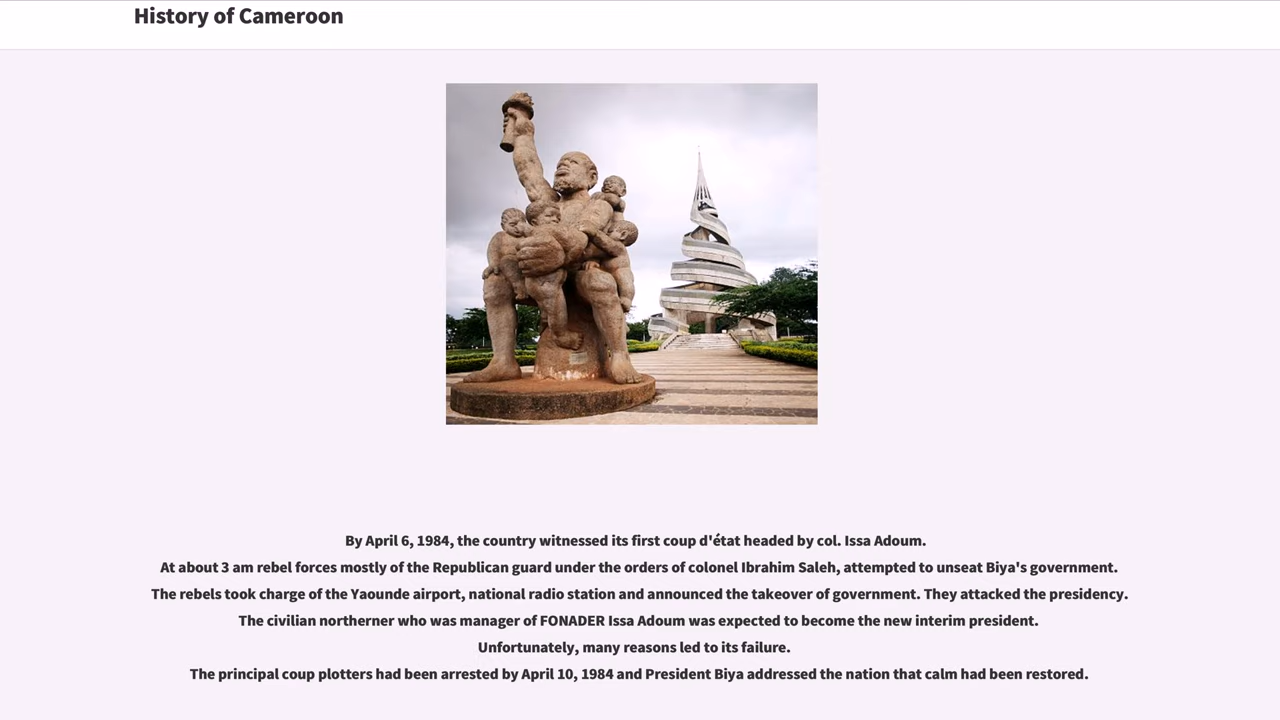 History of Cameroon
By April 6, 1984, the country witnessed its first coup d'état headed by col. Issa Adoum.
At about 3 am rebel forces mostly of the Republican guard under the orders of colonel Ibrahim Saleh, attempted to unseat Biya's government.
The rebels took charge of the Yaounde airport, national radio station and announced the takeover of government. They attacked the presidency.
The civilian northerner who was manager of FONADER Issa Adoum was expected to become the new interim president.
Unfortunately, many reasons led to its failure.
The principal coup plotters had been arrested by April 10, 1984 and President Biya addressed the nation that calm had been restored.